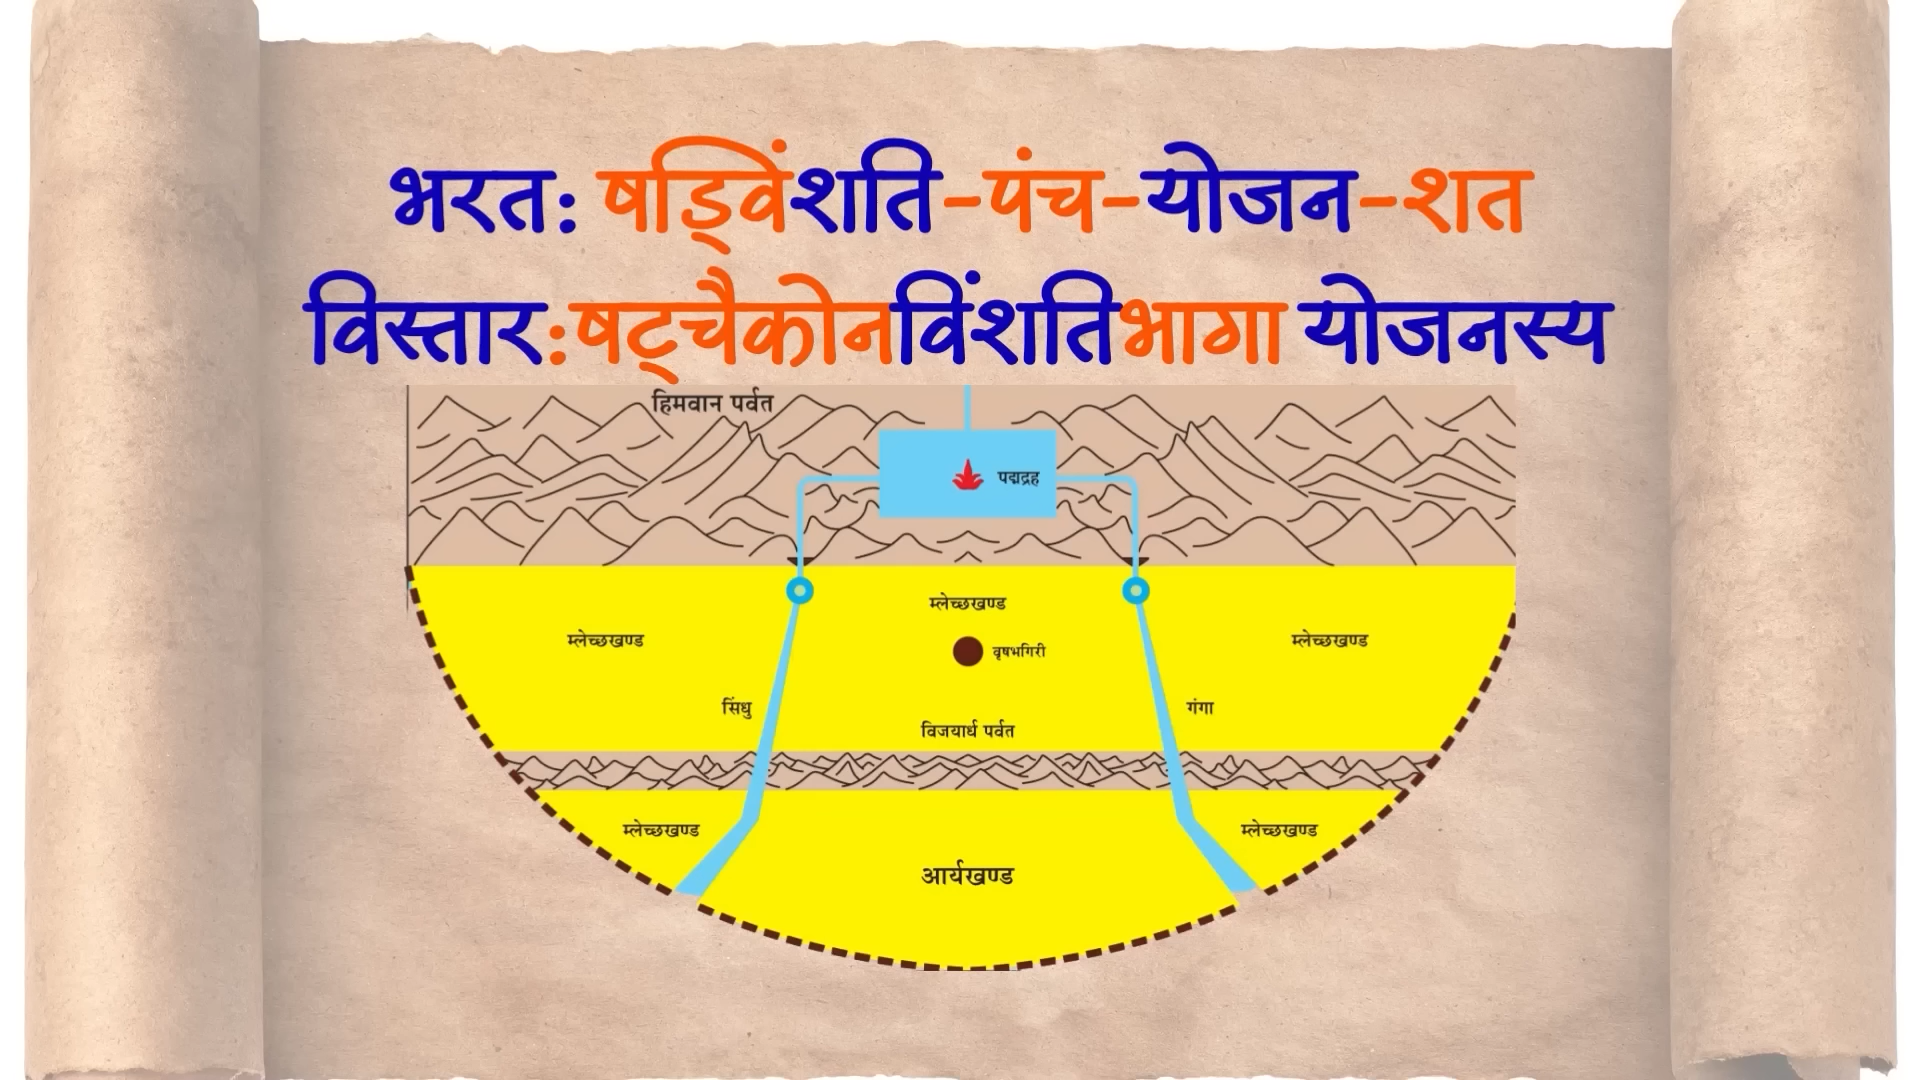 भरत: षड्विंशति-पंच-योजन-शत
विस्तार:षट्चैकोनविंशतिभागा योजनस्य
हिमवान पर्वत
पद्मद्रह
म्लेच्छखण्ड
म्लेच्छखण्ड
म्लेच्छखण्ड
वृषभगिरी
सिंधु
गंगा
विजयार्ध पर्वत
म्लेच्छखण्ड
म्लेच्छखण्ड
आर्यखण्ड